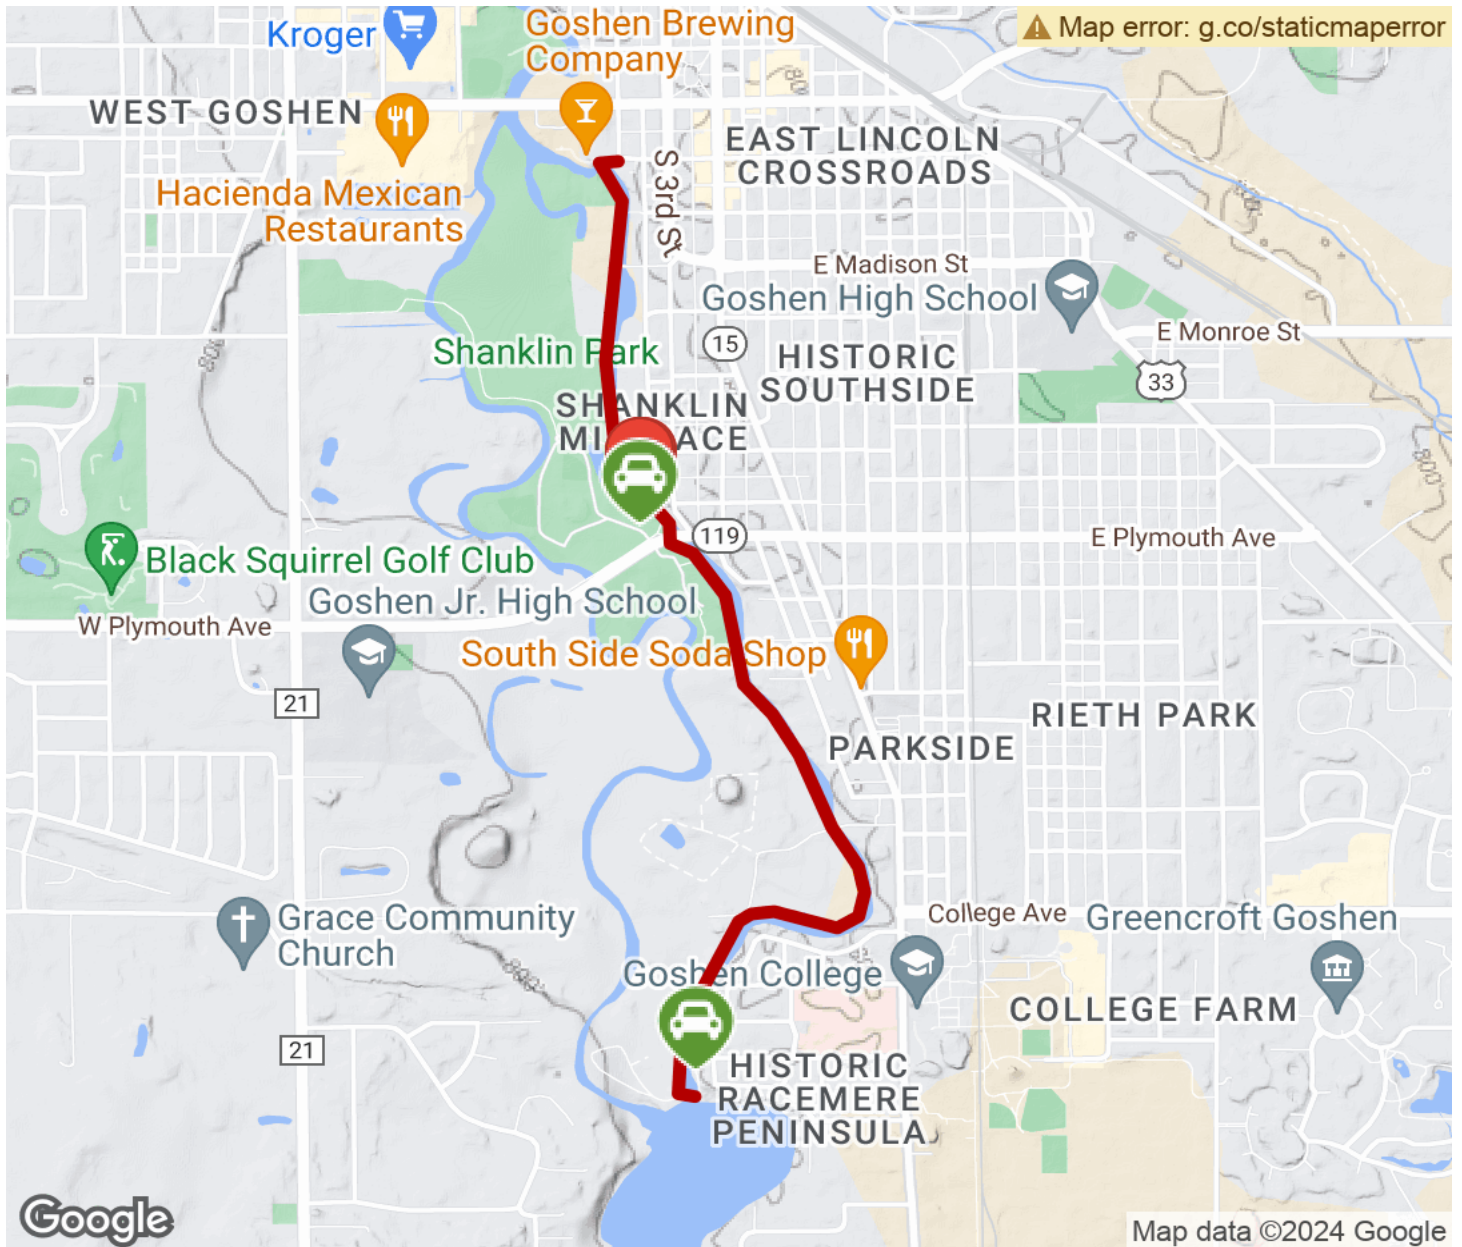 Goshen Brewing
Company
Map error: g.co/staticmaperror
Kroger
WEST GOSHEN
EAST LINCOLN
CROSSROADS
S 3rd St
Hacienda Mexican
Restaurants
E Madison St
Goshen High School
E Monroe St
15
Shanklin Park
HISTORIC
SOUTHSIDE
33
SHANKLIN
MI ACE
808
800
119
E Plymouth Ave
Black Squirrel Golf Club
Goshen Jr. High School
W Plymouth Ave
South Side Soda Shop
21
RIETH PARK
PARKSIDE
College Ave
Greencroft Goshen
Grace Community
Church
Goshen College
COLLEGE FARM
21
HISTORIC
RACEMERE
PENINSULA
Google
Map data ©2024 Google